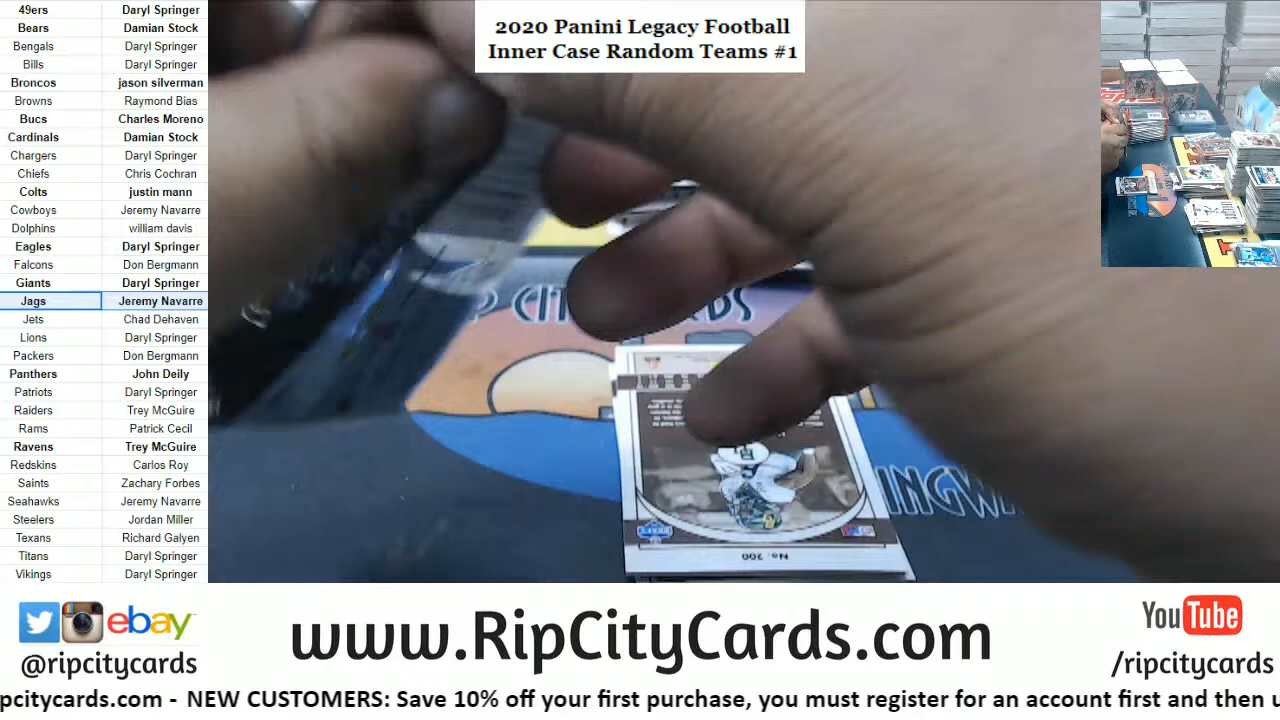 49ers Daryl Springer
Bears Damian Stock
Bengals Daryl Springer
Bills Daryl Springer
Broncos jason silverman
Browns Raymond Bias
Bucs Charles Moreno
Cardinals Damian Stock
Chargers Daryl Springer
Chiefs Chris Cochran
Colts justin mann
Cowboys Jeremy Navarre
Dolphins william davis
Eagles Daryl Springer
Falcons Don Bergmann
Giants Daryl Springer
Jags Jeremy Navarre
Jets Chad Dehaven
Lions Daryl Springer
Packers Don Bergmann
Panthers John Deily
Patriots Daryl Springer
Raiders Trey McGuire
Rams Patrick Cecil
Ravens Trey McGuire
Redskins Carlos Roy
Saints Zachary Forbes
Seahawks Jeremy Navarre
Steelers Jordan Miller
Texans Richard Galyen
Titans Daryl Springer
Vikings Daryl Springer
2020 Panini Legacy Football
Inner Case Random Teams #1
No. 200
ebay
@ripcitycards
www.RipCityCards.com
YouTube
/ripcitycards
pcitycards.com - NEW CUSTOMERS: Save 10% off your first purchase, you must register for an account first and then u